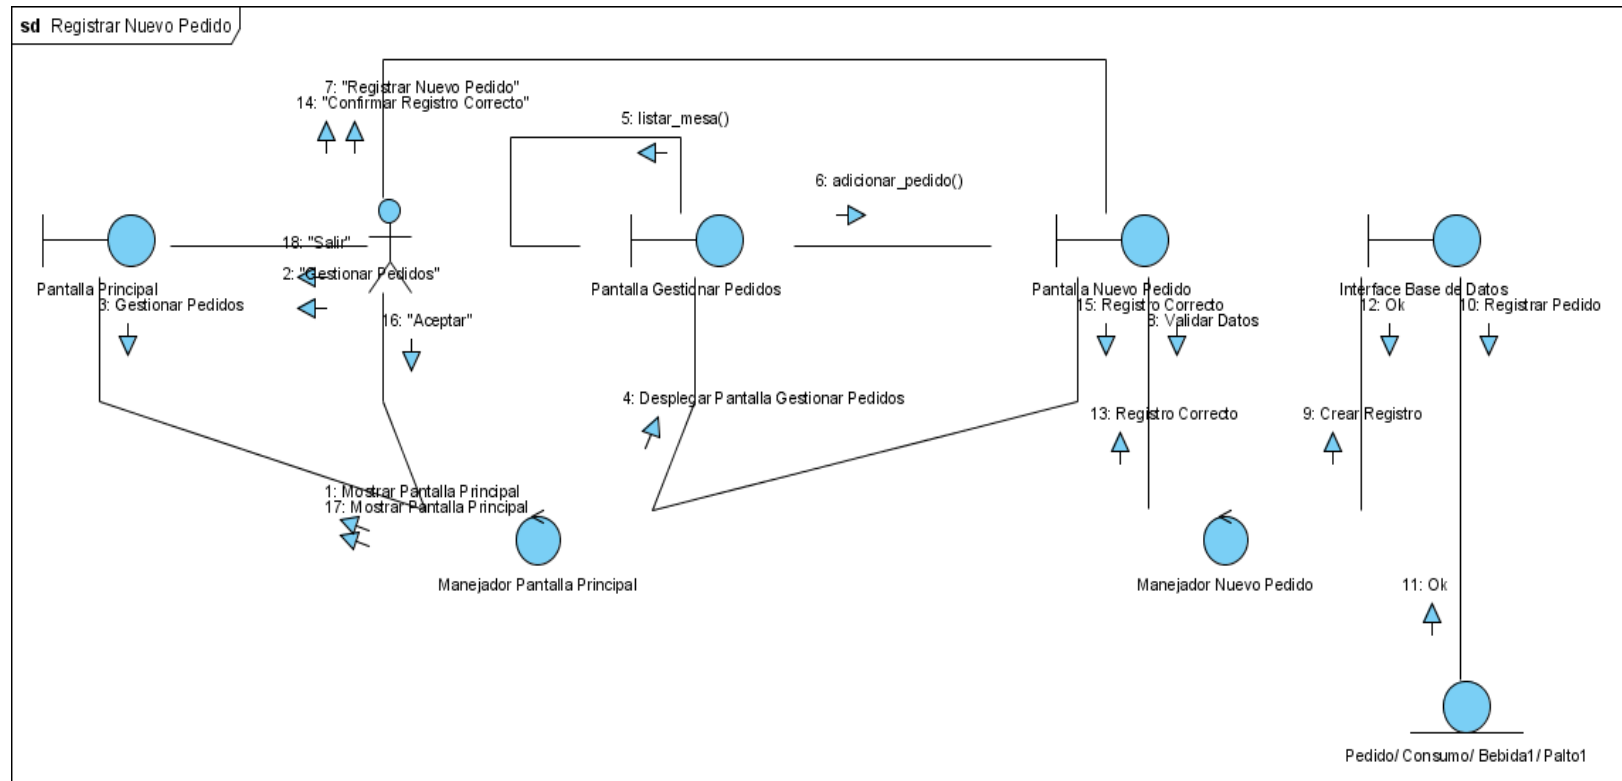 sd Registrar Nuevo Pedido
7: "Registrar Nuevo Pedido"
14: "Confirmar Registro Correcto"
5: listar_mesa()
6: adicionar_pedido()
18: "Salir"
2: "Gestionar Pedidos"
Pantalla Principal
3: Gestionar Pedidos
16: "Aceptar"
Pantalla Gestionar Pedidos
Pantalla Nuevo Pedido
15: Registro Correcto
8: Validar Datos
Interface Base de Datos
12: Ok
10: Registrar Pedido
4: Desplegar Pantalla Gestionar Pedidos
13: Registro Correcto
9: Crear Registro
1: Mostrar Pantalla Principal
17: Mostrar Pantalla Principal
Manejador Pantalla Principal
Manejador Nuevo Pedido
11: Ok
Pedido/ Consumo/ Bebida1/ Palto1